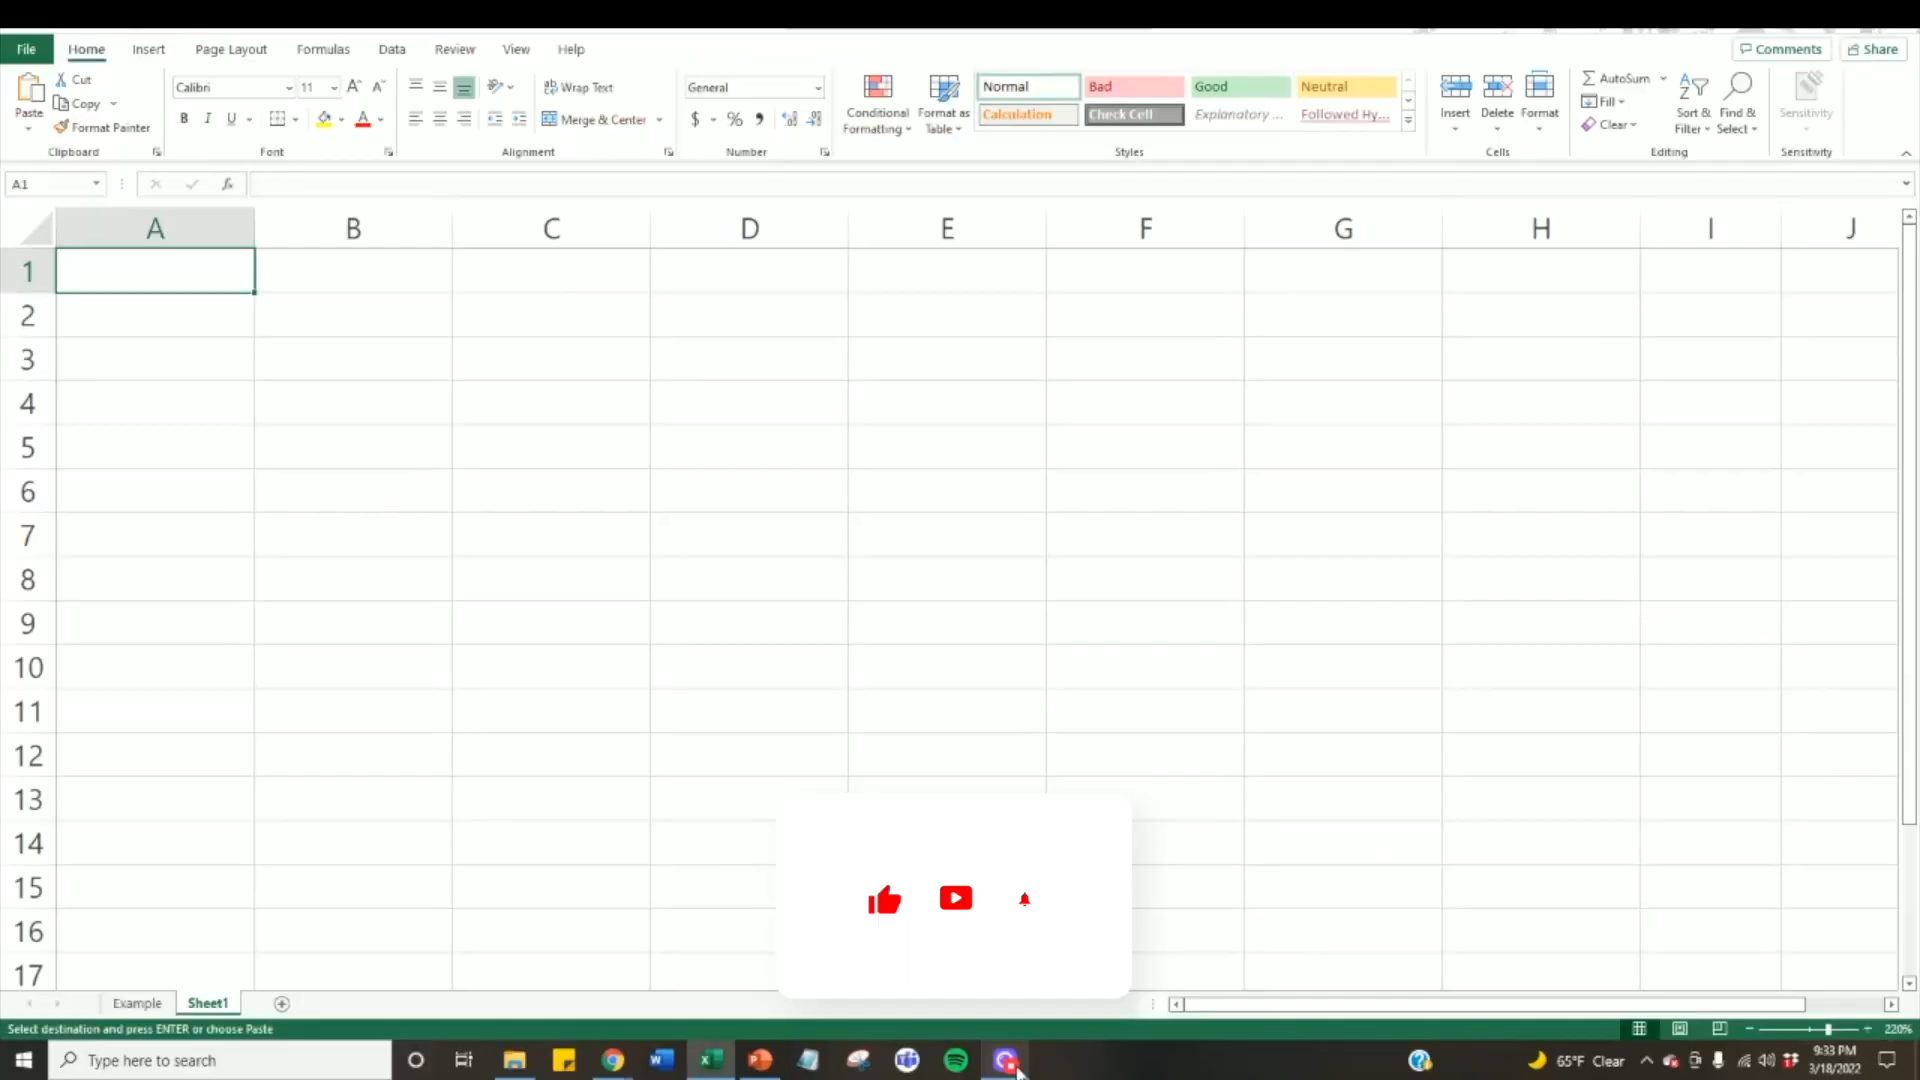 File Home Insert Page Layout Formulas Data Review View Help Comments Share
Cut
Copy
Format Painter
Paste
Clipboard
Calibri 11
B I U
Font
Wrap Text
Merge & Center
Alignment
General
$ % ,
Number
Conditional Formatting
Format as Table
Normal Bad Good Neutral
Calculation Check Cell Explanatory ... Followed Hy...
Styles
Insert Delete Format
Cells
AutoSum
Fill
Clear
Sort & Filter
Find & Select
Editing
Sensitivity
Sensitivity
A1 fx
A B C D E F G H I J
1
2
3
4
5
6
7
8
9
10
11
12
13
14
15
16
17
Example Sheet1
Select destination and press ENTER or choose Paste 220%
Type here to search 65°F Clear 9:33 PM
3/18/2022